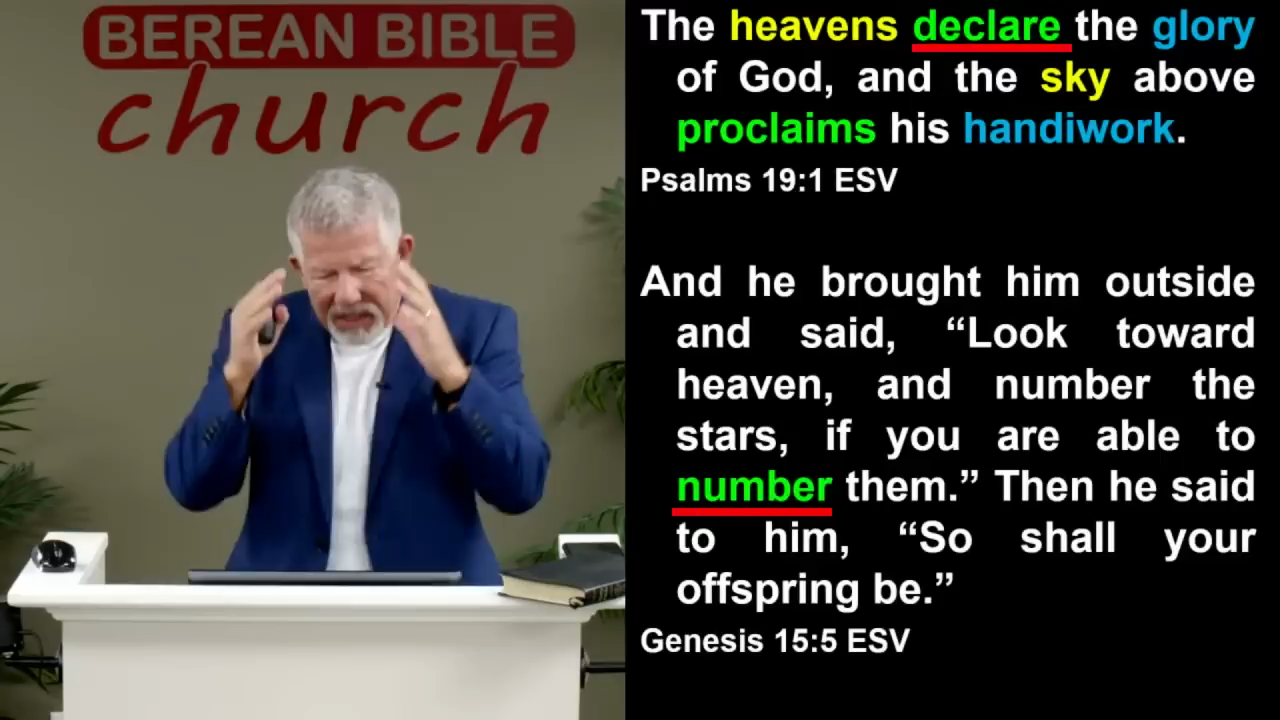 BEREAN BIBLE
church
The heavens declare the glory
of God, and the sky above
proclaims his handiwork.
Psalms 19:1 ESV
And he brought him outside
and said, “Look toward
heaven, and number the
stars, if you are able to
number them.” Then he said
to him, “So shall your
offspring be.”
Genesis 15:5 ESV